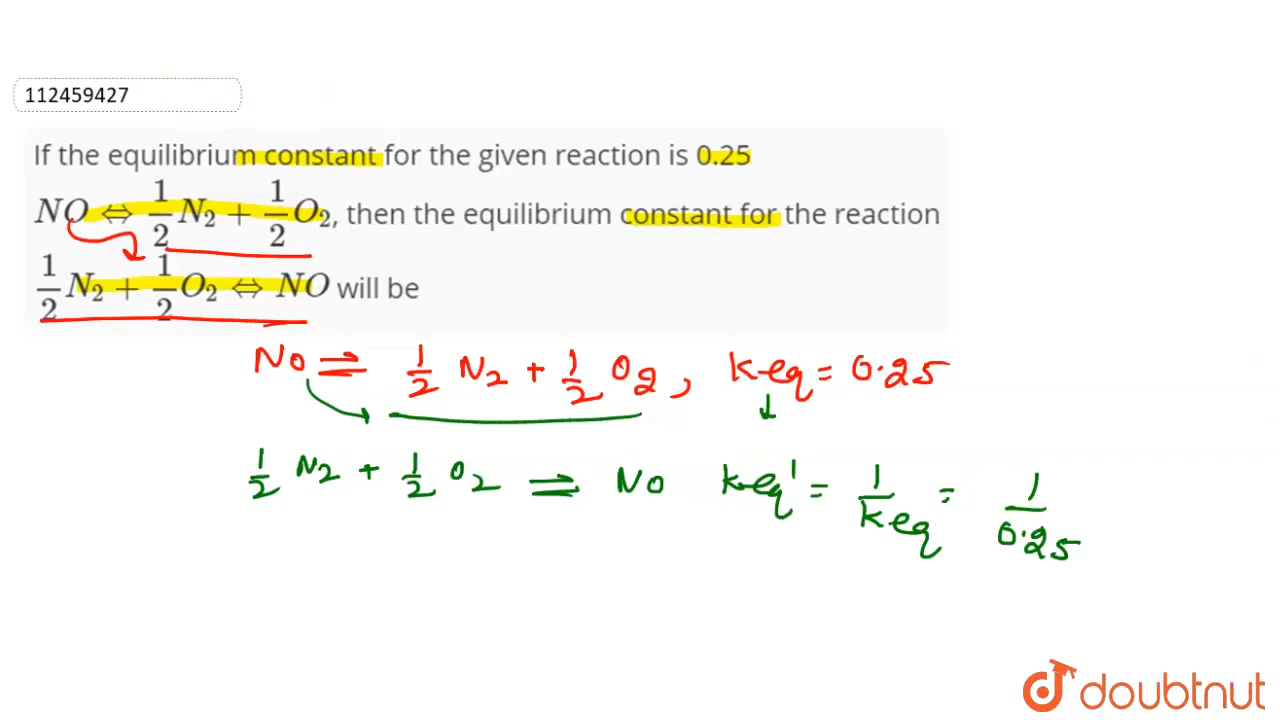 112459427
If the equilibrium constant for the given reaction is 0.25
NO ⇔ 1/2 N₂ + 1/2 O₂, then the equilibrium constant for the reaction
1/2 N₂ + 1/2 O₂ ⇔ NO will be
NO ⇌ 1/2 N₂ + 1/2 O₂, keq = 0.25
1/2 N₂ + 1/2 O₂ ⇌ NO keq' = 1/keq = 1/0.25
doubtnut